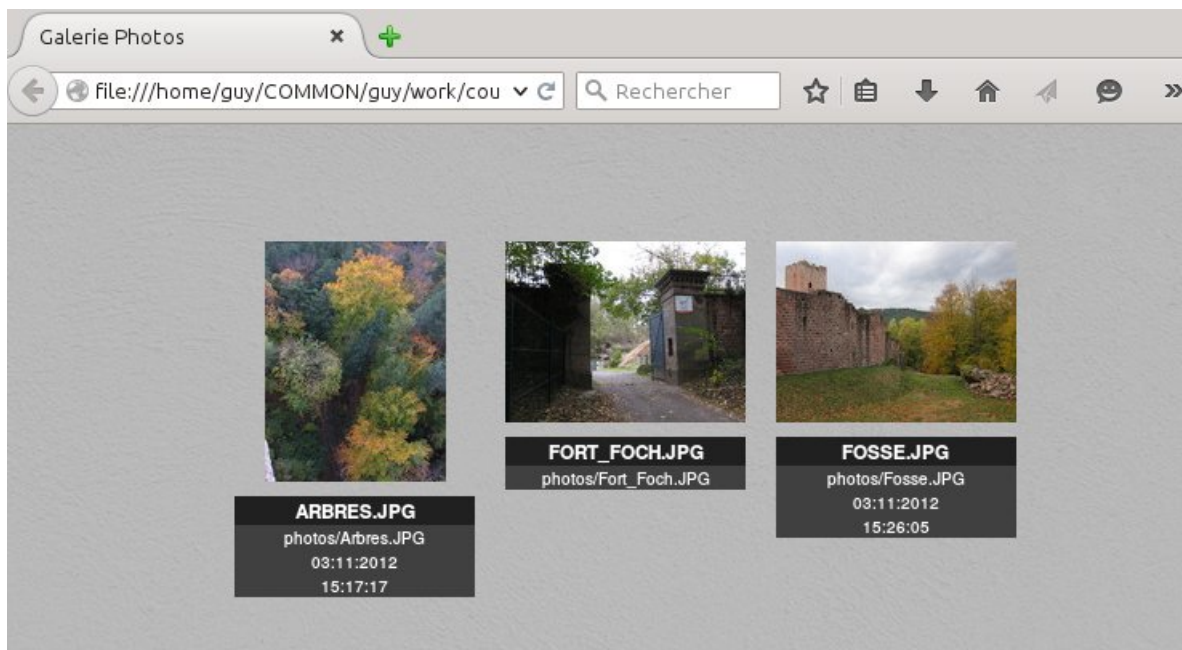 Galerie Photos
file:///home/guy/COMMON/guy/work/cou
Rechercher
ARBRES.JPG
photos/Arbres.JPG
03:11:2012
15:17:17
FORT_FOCH.JPG
photos/Fort_Foch.JPG
FOSSE.JPG
photos/Fosse.JPG
03:11:2012
15:26:05